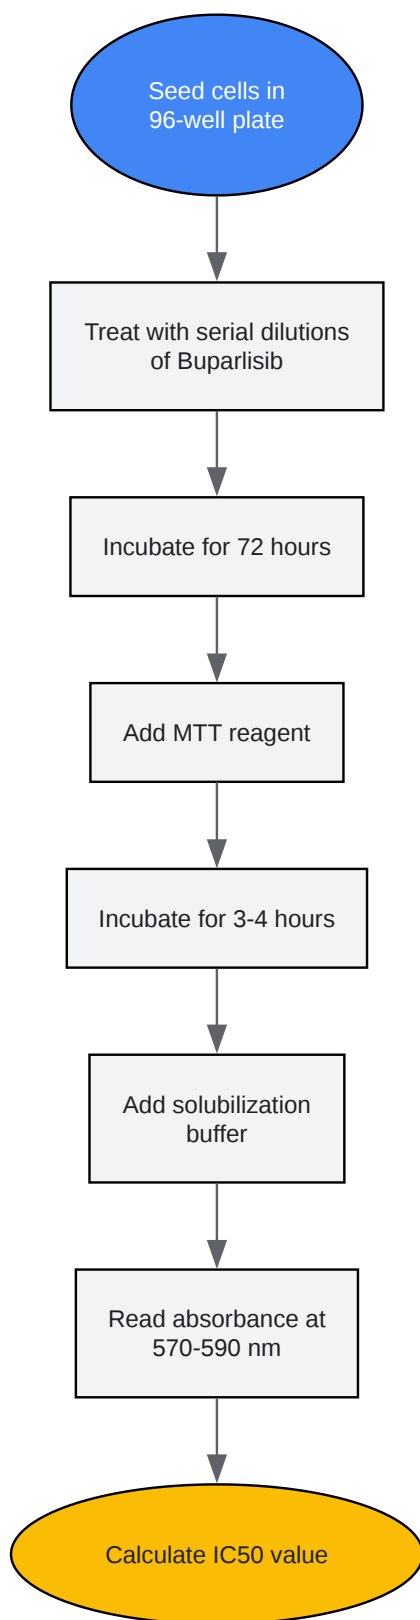 Seed cells in
96-well plate
Treat with serial dilutions
of Buparlisib
Incubate for 72 hours
Add MTT reagent
Incubate for 3-4 hours
Add solubilization
buffer
Read absorbance at
570-590 nm
Calculate IC50 value